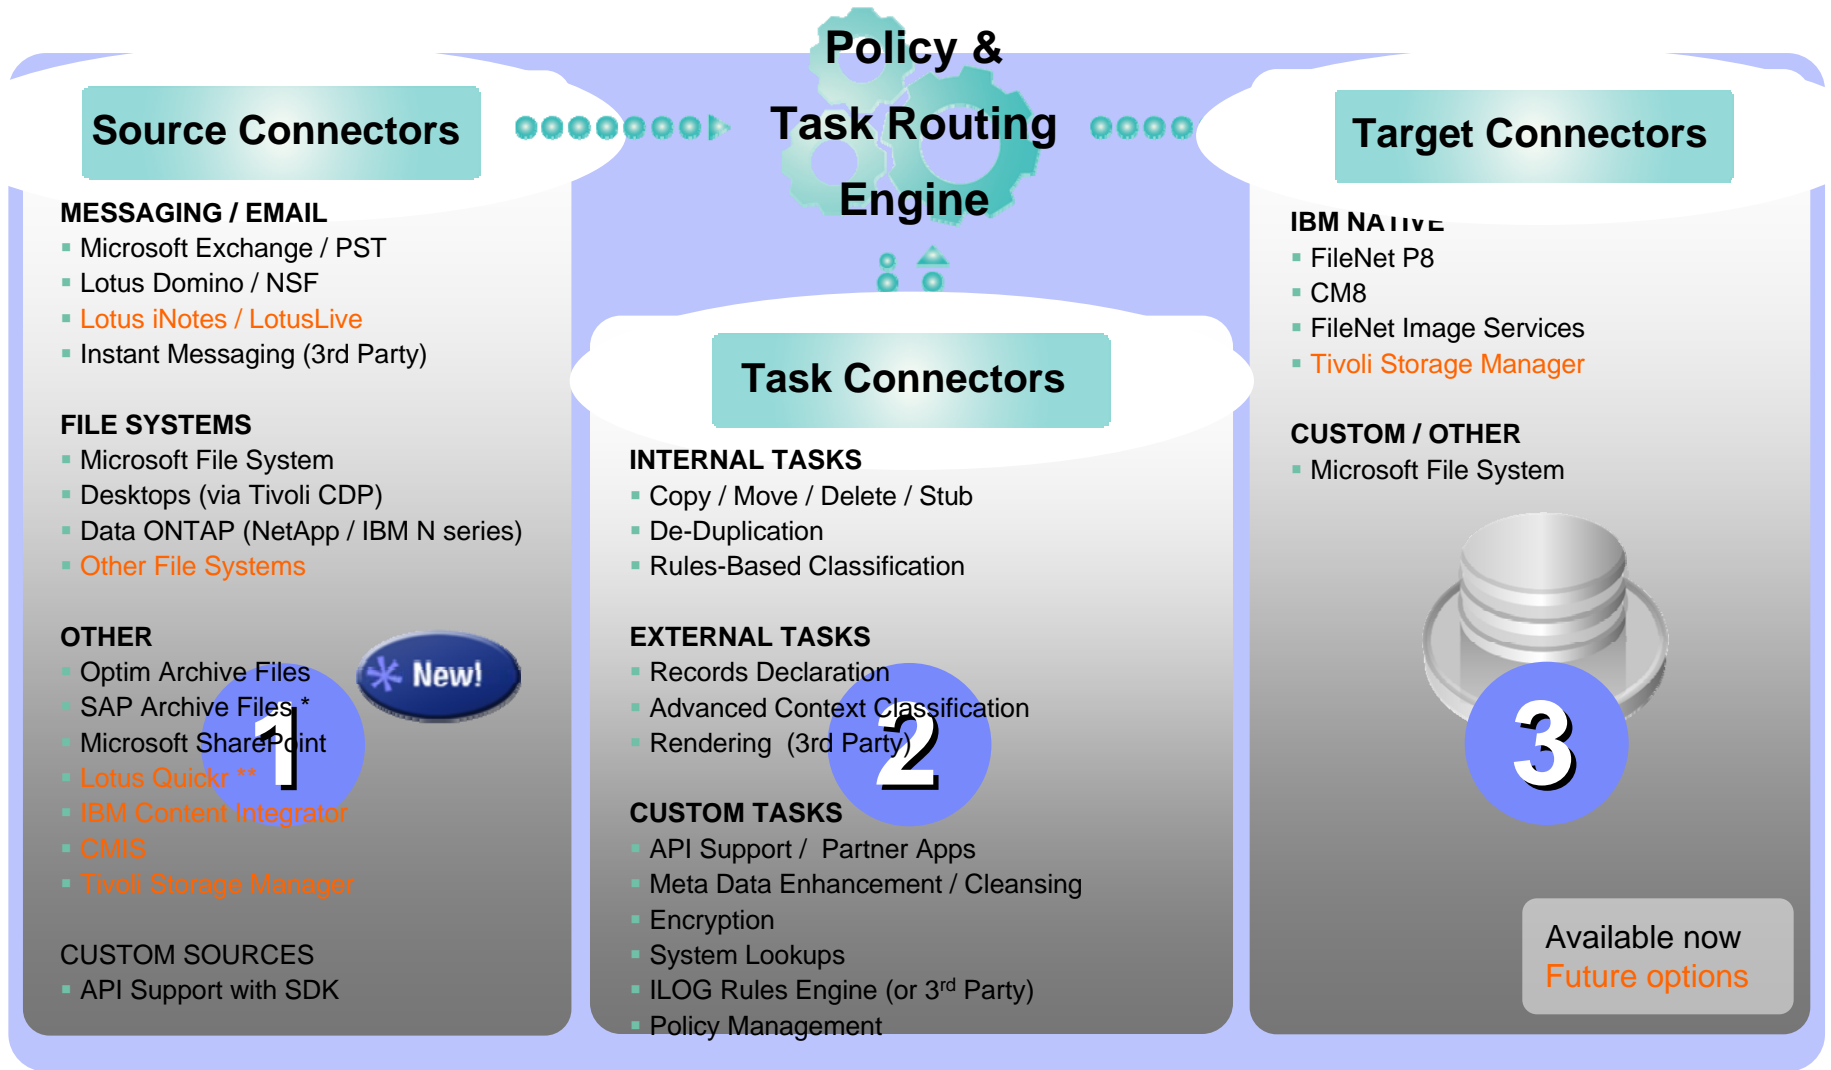 Policy &
Task Routing
Engine
Source Connectors
MESSAGING / EMAIL
Microsoft Exchange / PST
Lotus Domino / NSF
Lotus iNotes / LotusLive
Instant Messaging (3rd Party)
FILE SYSTEMS
Microsoft File System
Desktops (via Tivoli CDP)
Data ONTAP (NetApp / IBM N series)
Other File Systems
OTHER
Optim Archive Files
SAP Archive Files *
Microsoft SharePoint
Lotus Quickr **
IBM Content Integrator
CMIS
Tivoli Storage Manager
CUSTOM SOURCES
API Support with SDK
* New!
1
Task Connectors
INTERNAL TASKS
Copy / Move / Delete / Stub
De-Duplication
Rules-Based Classification
EXTERNAL TASKS
Records Declaration
Advanced Context Classification
Rendering (3rd Party)
CUSTOM TASKS
API Support / Partner Apps
Meta Data Enhancement / Cleansing
Encryption
System Lookups
ILOG Rules Engine (or 3rd Party)
Policy Management
2
Target Connectors
IBM NATIVE
FileNet P8
CM8
FileNet Image Services
Tivoli Storage Manager
CUSTOM / OTHER
Microsoft File System
3
Available now
Future options